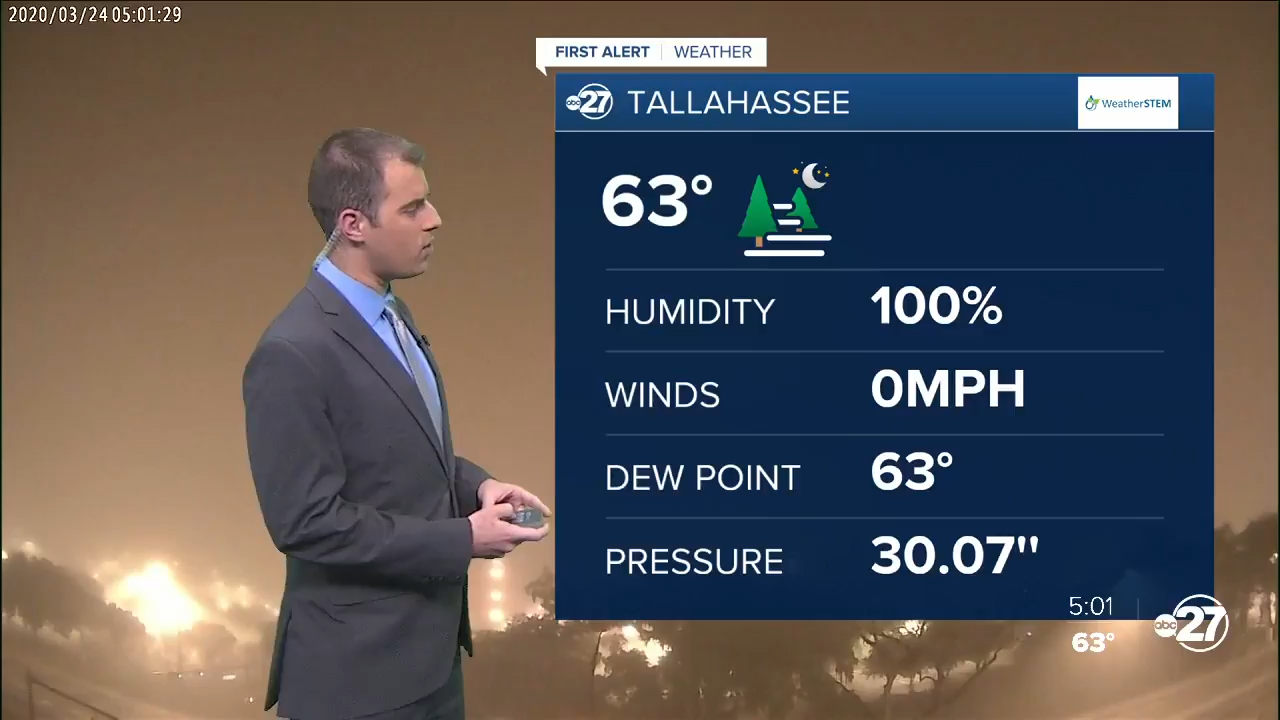 2020/03/24 05:01:29
FIRST ALERT | WEATHER
abc 27 TALLAHASSEE
WeatherSTEM
63°
HUMIDITY 100%
WINDS 0MPH
DEW POINT 63°
PRESSURE 30.07"
5:01
63°
abc 27